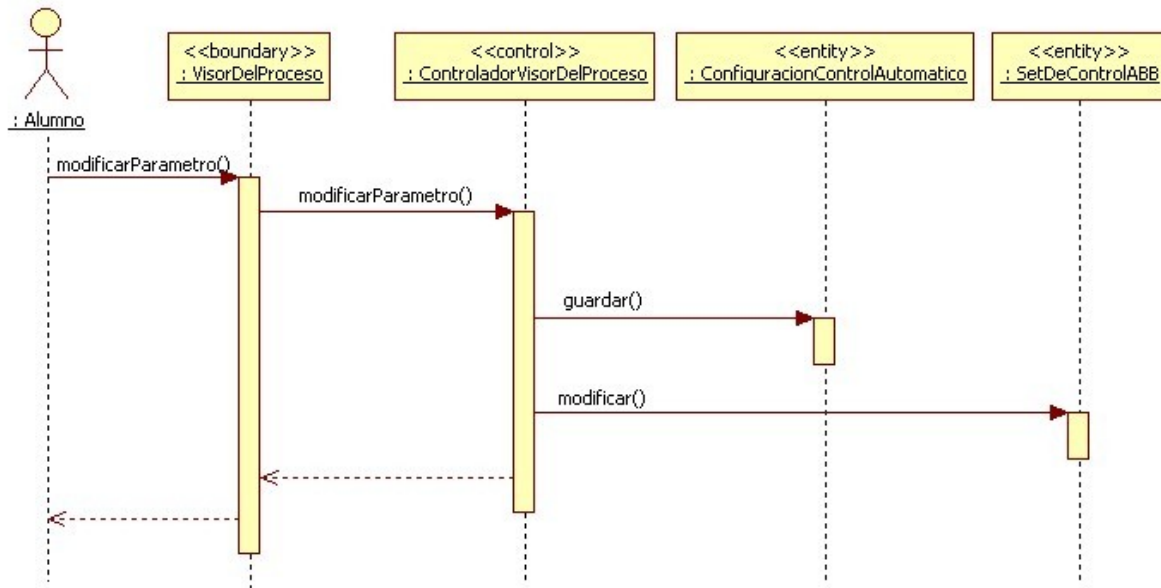 <<boundary>>
: VisorDelProceso
<<control>>
: ControladorVisorDelProceso
<<entity>>
: ConfiguracionControlAutomatico
<<entity>>
: SetDeControlABB
: Alumno
modificarParametro()
modificarParametro()
guardar()
modificar()